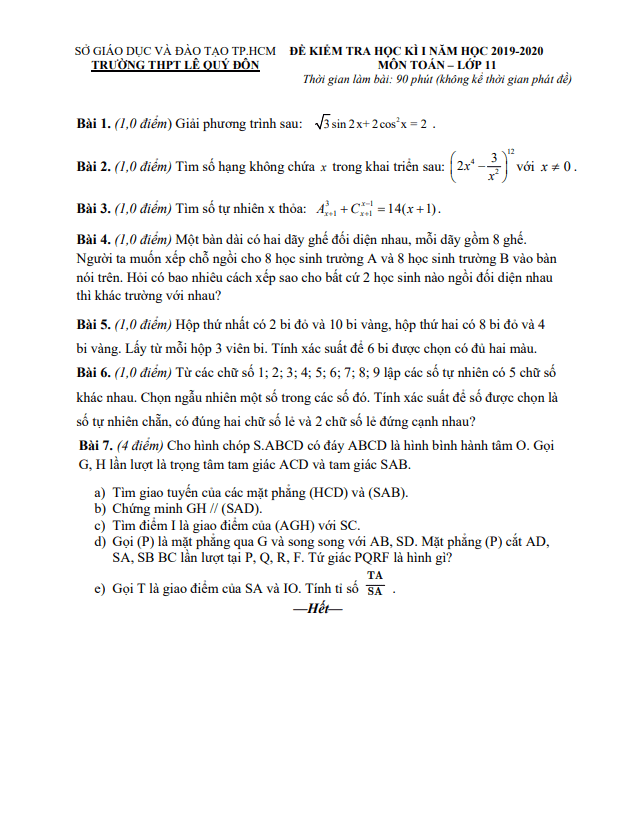 SỞ GIÁO DỤC VÀ ĐÀO TẠO TP.HCM ĐỀ KIỂM TRA HỌC KÌ I NĂM HỌC 2019-2020
TRƯỜNG THPT LÊ QUÝ ĐÔN MÔN TOÁN – LỚP 11
Thời gian làm bài: 90 phút (không kể thời gian phát đề)
Bài 1. (1,0 điểm) Giải phương trình sau: √3 sin 2x + 2cos²x = 2 .
Bài 2. (1,0 điểm) Tìm số hạng không chứa x trong khai triển sau: (2x⁴ − 3/x²)¹² với x ≠ 0 .
Bài 3. (1,0 điểm) Tìm số tự nhiên x thỏa: A³ₓ₊₁ + Cˣ⁻¹ₓ₊₁ = 14(x + 1).
Bài 4. (1,0 điểm) Một bàn dài có hai dãy ghế đối diện nhau, mỗi dãy gồm 8 ghế.
Người ta muốn xếp chỗ ngồi cho 8 học sinh trường A và 8 học sinh trường B vào bàn
nói trên. Hỏi có bao nhiêu cách xếp sao cho bất cứ 2 học sinh nào ngồi đối diện nhau
thì khác trường với nhau?
Bài 5. (1,0 điểm) Hộp thứ nhất có 2 bi đỏ và 10 bi vàng, hộp thứ hai có 8 bi đỏ và 4
bi vàng. Lấy từ mỗi hộp 3 viên bi. Tính xác suất để 6 bi được chọn có đủ hai màu.
Bài 6. (1,0 điểm) Từ các chữ số 1; 2; 3; 4; 5; 6; 7; 8; 9 lập các số tự nhiên có 5 chữ số
khác nhau. Chọn ngẫu nhiên một số trong các số đó. Tính xác suất để số được chọn là
số tự nhiên chẵn, có đúng hai chữ số lẻ và 2 chữ số lẻ đứng cạnh nhau?
Bài 7. (4 điểm) Cho hình chóp S.ABCD có đáy ABCD là hình bình hành tâm O. Gọi
G, H lần lượt là trọng tâm tam giác ACD và tam giác SAB.
a) Tìm giao tuyến của các mặt phẳng (HCD) và (SAB).
b) Chứng minh GH // (SAD).
c) Tìm điểm I là giao điểm của (AGH) với SC.
d) Gọi (P) là mặt phẳng qua G và song song với AB, SD. Mặt phẳng (P) cắt AD,
SA, SB BC lần lượt tại P, Q, R, F. Tứ giác PQRF là hình gì?
e) Gọi T là giao điểm của SA và IO. Tính tỉ số TA/SA .
—Hết—